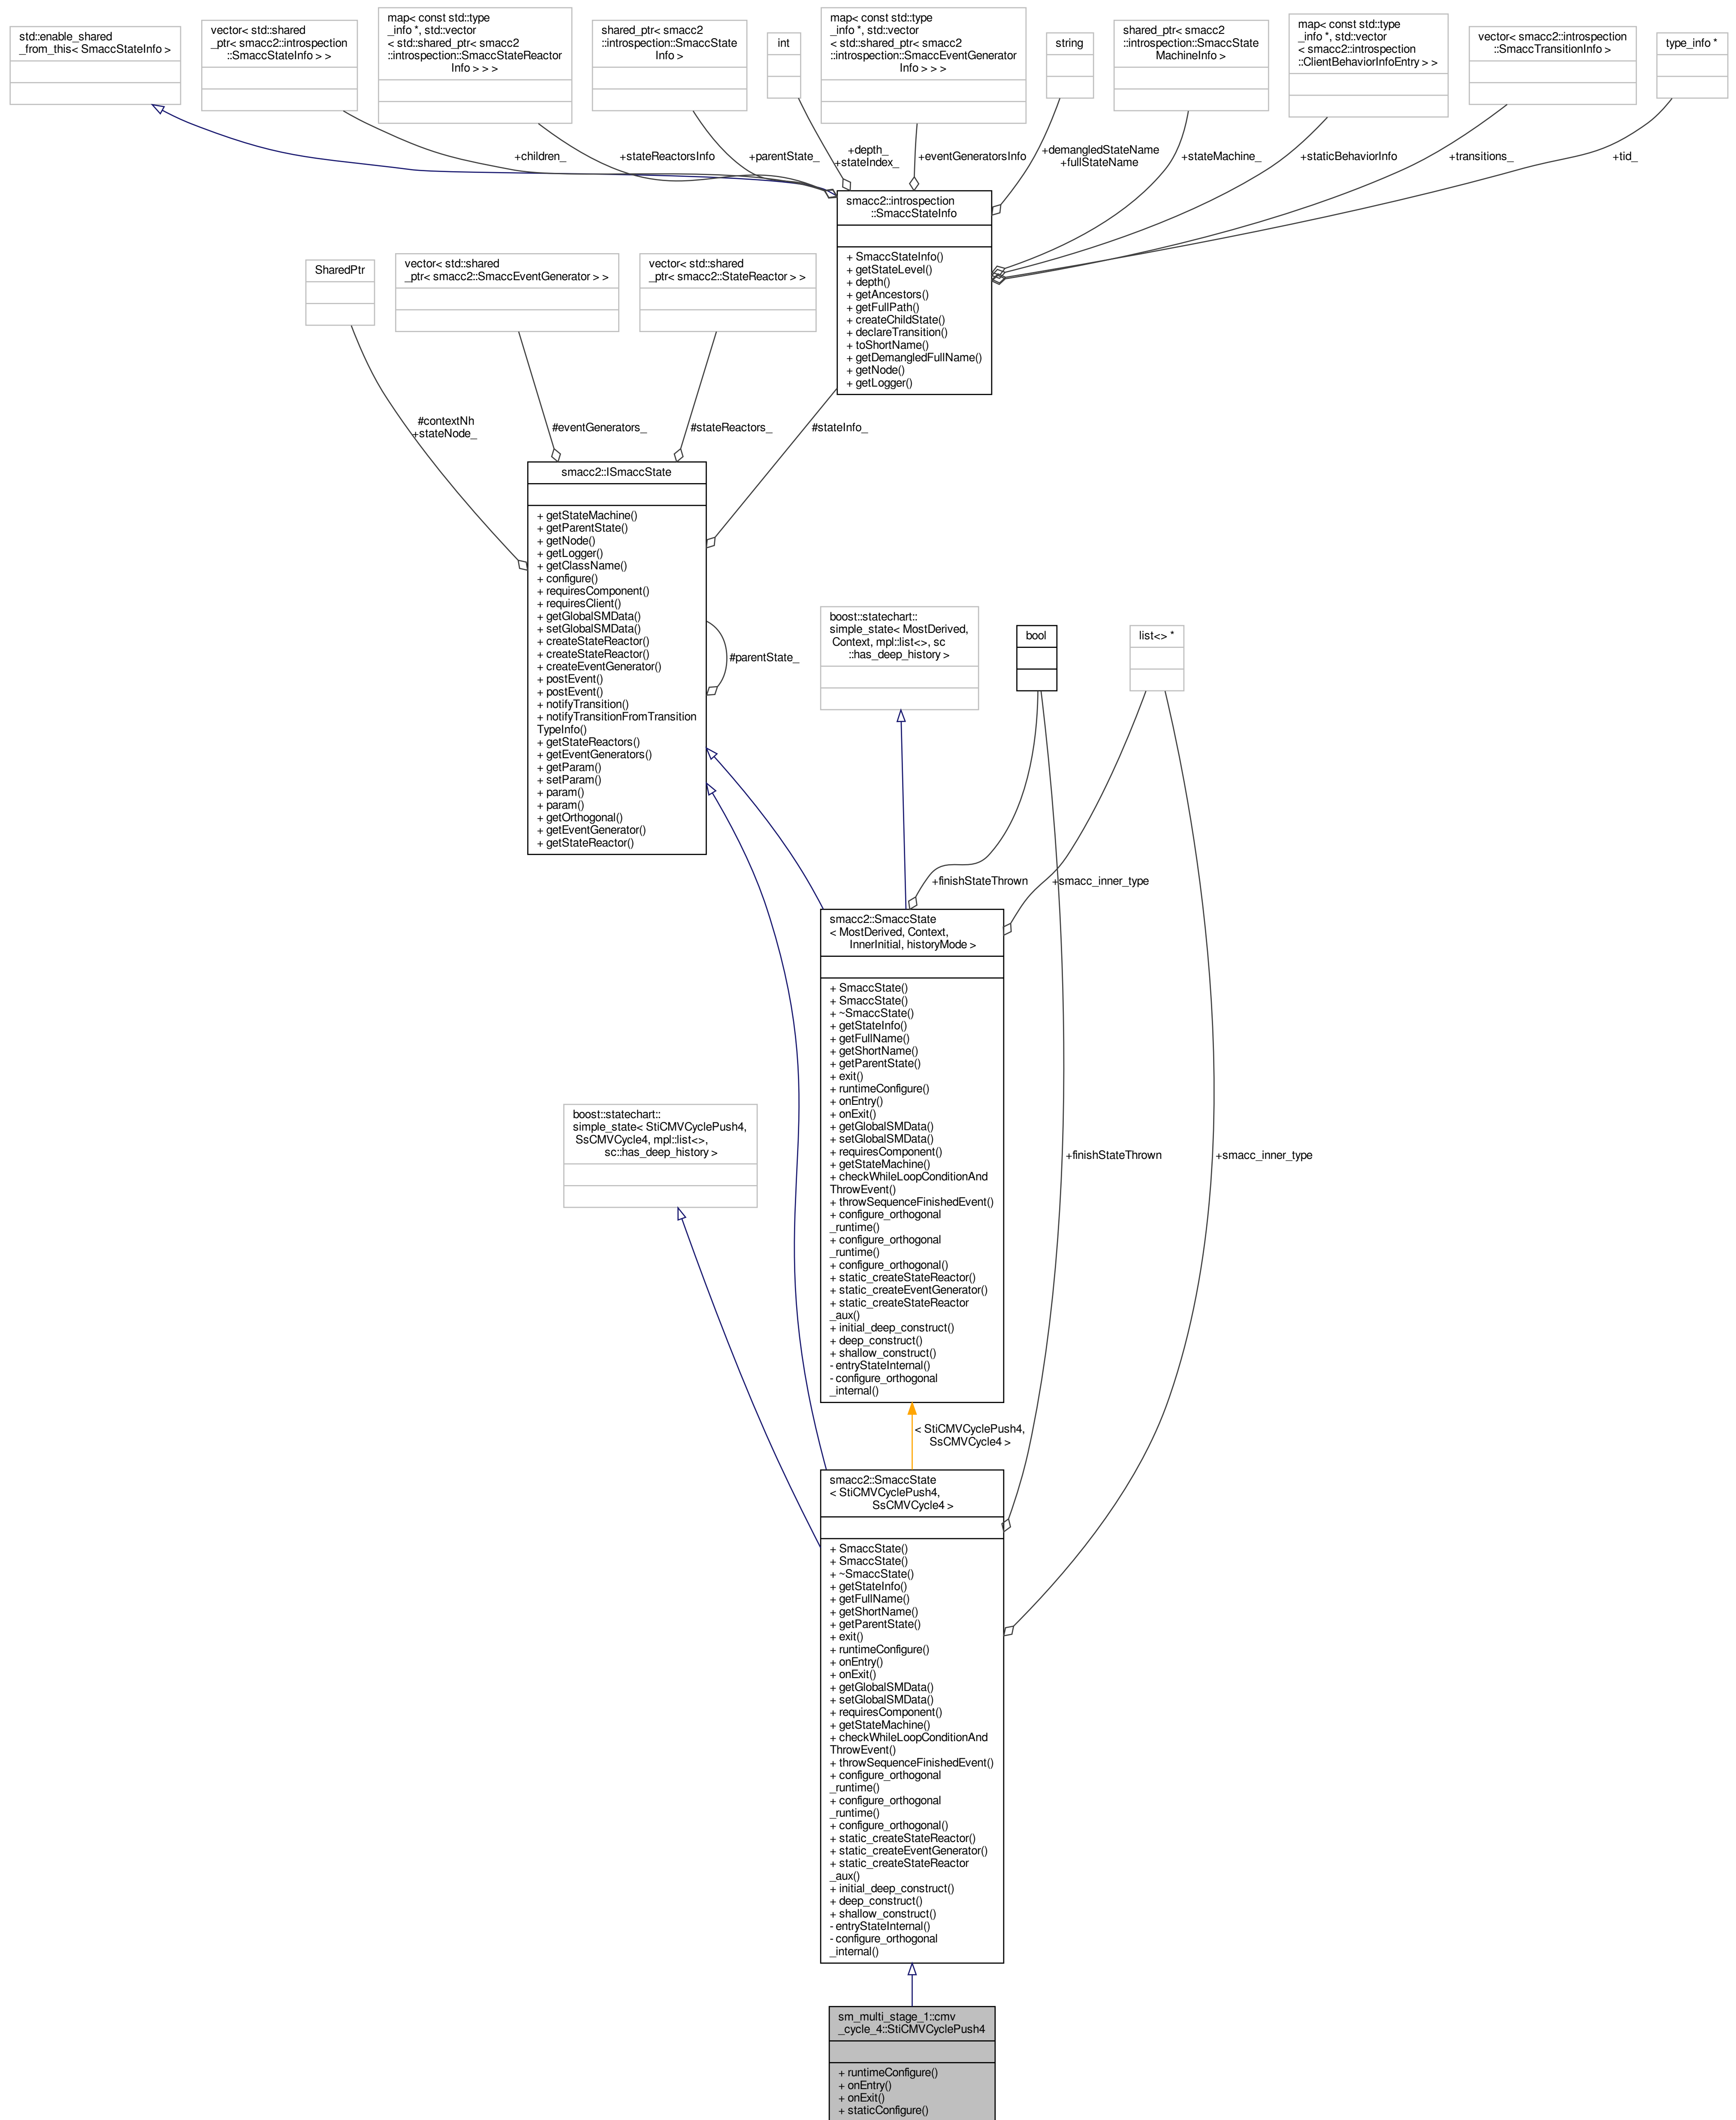 std::enable_shared
_from_this< SmaccStateInfo >
vector< std::shared
_ptr< smacc2::introspection
::SmaccStateInfo > >
map< const std::type
_info *, std::vector
< std::shared_ptr< smacc2
::introspection::SmaccStateReactor
Info > > >
shared_ptr< smacc2
::introspection::SmaccState
Info >
int
map< const std::type
_info *, std::vector
< std::shared_ptr< smacc2
::introspection::SmaccEventGenerator
Info > > >
string
shared_ptr< smacc2
::introspection::SmaccState
MachineInfo >
map< const std::type
_info *, std::vector
< smacc2::introspection
::ClientBehaviorInfoEntry > >
vector< smacc2::introspection
::SmaccTransitionInfo >
type_info *
+children_
+stateReactorsInfo
+parentState_
+depth_
+stateIndex_
+eventGeneratorsInfo
+demangledStateName
+fullStateName
+stateMachine_
+staticBehaviorInfo
+transitions_
+tid_
smacc2::introspection
::SmaccStateInfo
+ SmaccStateInfo()
+ getStateLevel()
+ depth()
+ getAncestors()
+ getFullPath()
+ createChildState()
+ declareTransition()
+ toShortName()
+ getDemangledFullName()
+ getNode()
+ getLogger()
SharedPtr
vector< std::shared
_ptr< smacc2::SmaccEventGenerator > >
vector< std::shared
_ptr< smacc2::StateReactor > >
#contextNh
+stateNode_
#eventGenerators_
#stateReactors_
#stateInfo_
smacc2::ISmaccState
+ getStateMachine()
+ getParentState()
+ getNode()
+ getLogger()
+ getClassName()
+ configure()
+ requiresComponent()
+ requiresClient()
+ getGlobalSMData()
+ setGlobalSMData()
+ createStateReactor()
+ createStateReactor()
+ createEventGenerator()
+ postEvent()
+ postEvent()
+ notifyTransition()
+ notifyTransitionFromTransition
TypeInfo()
+ getStateReactors()
+ getEventGenerators()
+ getParam()
+ setParam()
+ param()
+ param()
+ getOrthogonal()
+ getEventGenerator()
+ getStateReactor()
#parentState_
boost::statechart::
simple_state< MostDerived,
Context, mpl::list<>, sc
::has_deep_history >
bool
list<> *
+finishStateThrown
+smacc_inner_type
smacc2::SmaccState
< MostDerived, Context,
InnerInitial, historyMode >
+ SmaccState()
+ SmaccState()
+ ~SmaccState()
+ getStateInfo()
+ getFullName()
+ getShortName()
+ getParentState()
+ exit()
+ runtimeConfigure()
+ onEntry()
+ onExit()
+ getGlobalSMData()
+ setGlobalSMData()
+ requiresComponent()
+ getStateMachine()
+ checkWhileLoopConditionAnd
ThrowEvent()
+ throwSequenceFinishedEvent()
+ configure_orthogonal
_runtime()
+ configure_orthogonal
_runtime()
+ configure_orthogonal()
+ static_createStateReactor()
+ static_createEventGenerator()
+ static_createStateReactor
_aux()
+ initial_deep_construct()
+ deep_construct()
+ shallow_construct()
- entryStateInternal()
- configure_orthogonal
_internal()
boost::statechart::
simple_state< StiCMVCyclePush4,
SsCMVCycle4, mpl::list<>,
sc::has_deep_history >
+finishStateThrown
+smacc_inner_type
< StiCMVCyclePush4,
SsCMVCycle4 >
smacc2::SmaccState
< StiCMVCyclePush4,
SsCMVCycle4 >
+ SmaccState()
+ SmaccState()
+ ~SmaccState()
+ getStateInfo()
+ getFullName()
+ getShortName()
+ getParentState()
+ exit()
+ runtimeConfigure()
+ onEntry()
+ onExit()
+ getGlobalSMData()
+ setGlobalSMData()
+ requiresComponent()
+ getStateMachine()
+ checkWhileLoopConditionAnd
ThrowEvent()
+ throwSequenceFinishedEvent()
+ configure_orthogonal
_runtime()
+ configure_orthogonal
_runtime()
+ configure_orthogonal()
+ static_createStateReactor()
+ static_createEventGenerator()
+ static_createStateReactor
_aux()
+ initial_deep_construct()
+ deep_construct()
+ shallow_construct()
- entryStateInternal()
- configure_orthogonal
_internal()
sm_multi_stage_1::cmv
_cycle_4::StiCMVCyclePush4
+ runtimeConfigure()
+ onEntry()
+ onExit()
+ staticConfigure()